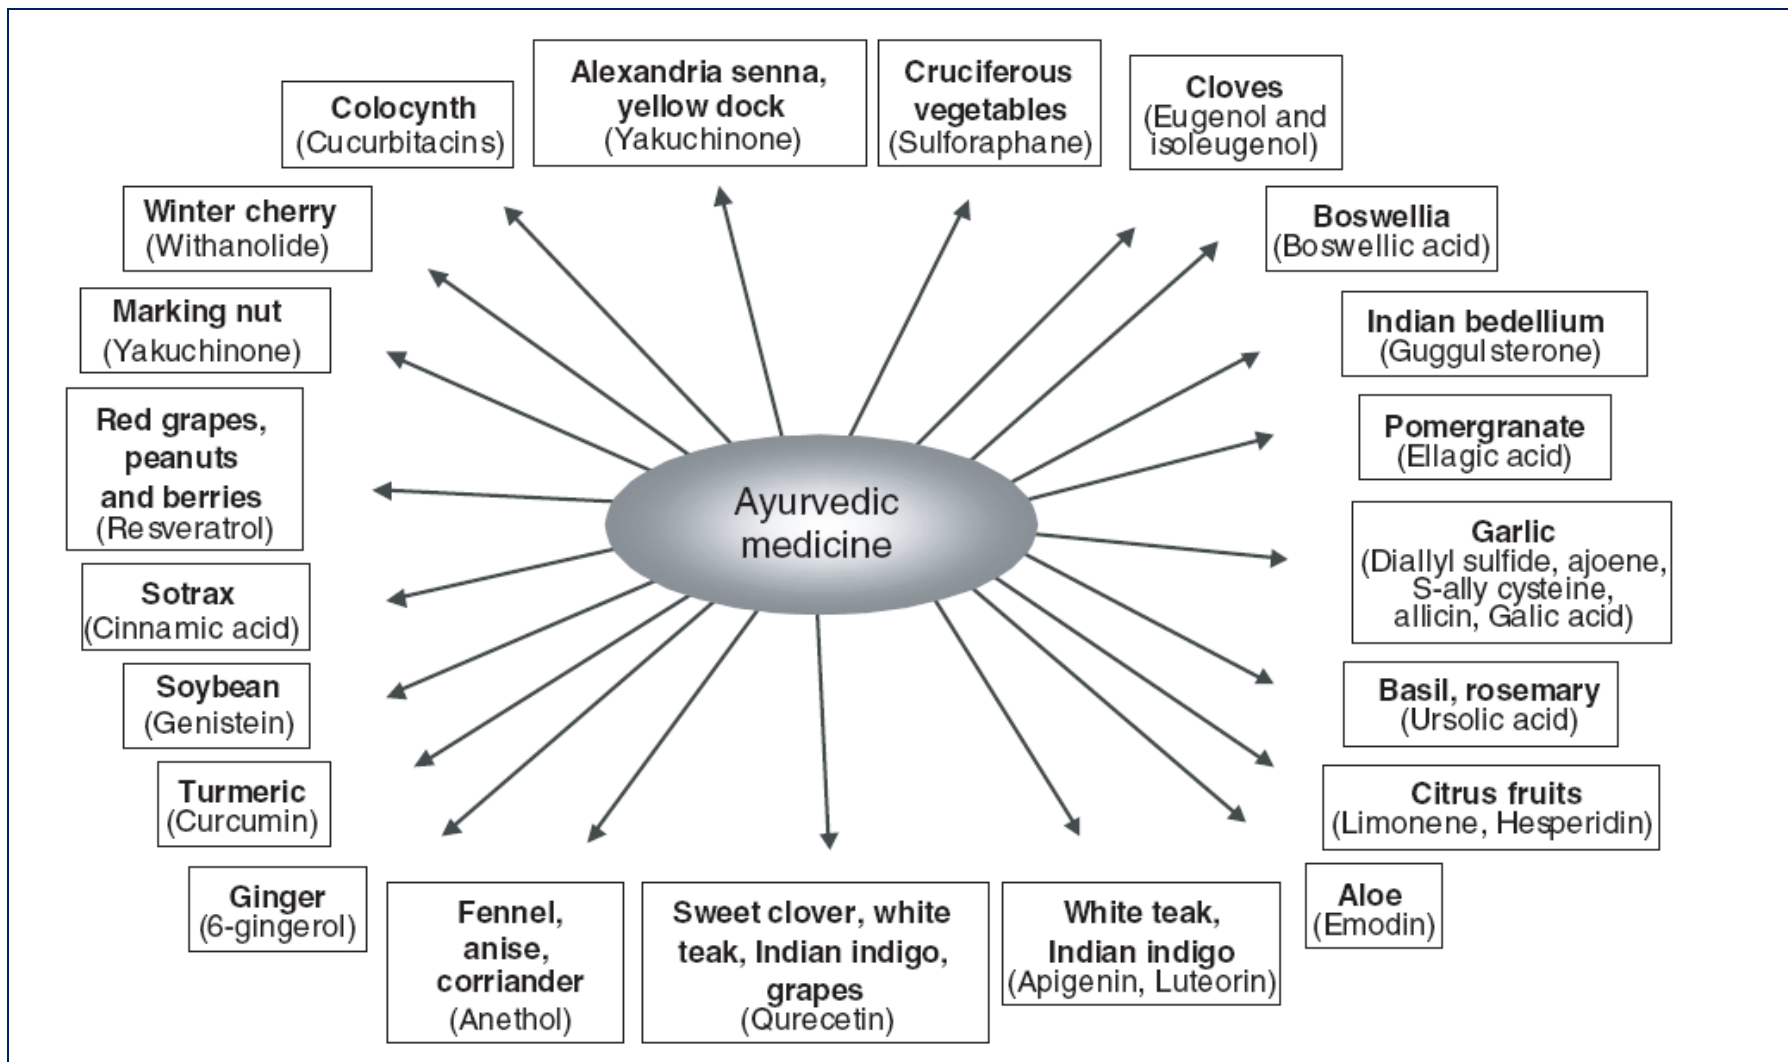 Colocynth
(Cucurbitacins)
Alexandria senna,
yellow dock
(Yakuchinone)
Cruciferous
vegetables
(Sulforaphane)
Cloves
(Eugenol and
isoleugenol)
Winter cherry
(Withanolide)
Boswellia
(Boswellic acid)
Marking nut
(Yakuchinone)
Indian bedellium
(Guggulsterone)
Red grapes,
peanuts
and berries
(Resveratrol)
Pomergranate
(Ellagic acid)
Ayurvedic
medicine
Garlic
(Diallyl sulfide, ajoene,
S-ally cysteine,
allicin, Galic acid)
Sotrax
(Cinnamic acid)
Soybean
(Genistein)
Basil, rosemary
(Ursolic acid)
Turmeric
(Curcumin)
Citrus fruits
(Limonene, Hesperidin)
Ginger
(6-gingerol)
Fennel,
anise,
corriander
(Anethol)
Sweet clover, white
teak, Indian indigo,
grapes
(Qurecetin)
White teak,
Indian indigo
(Apigenin, Luteorin)
Aloe
(Emodin)